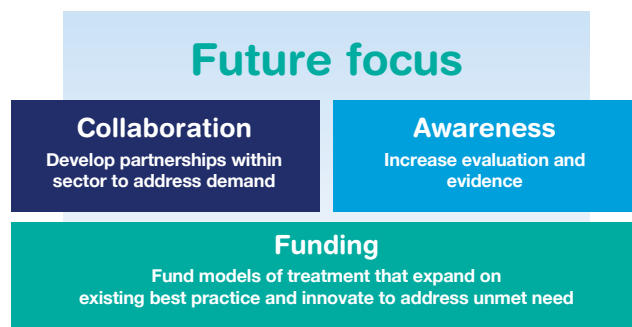 Future focus
Collaboration
Develop partnerships within
sector to address demand
Awareness
Increase evaluation and
evidence
Funding
Fund models of treatment that expand on
existing best practice and innovate to address unmet need